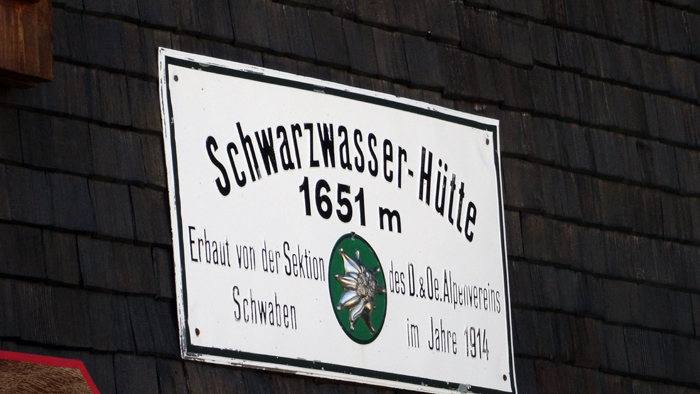 Schwarzwasser-Hütte
1651 m
Erbaut von der Sektion des D.&Oe.Alpenvereins
Schwaben im Jahre 1914